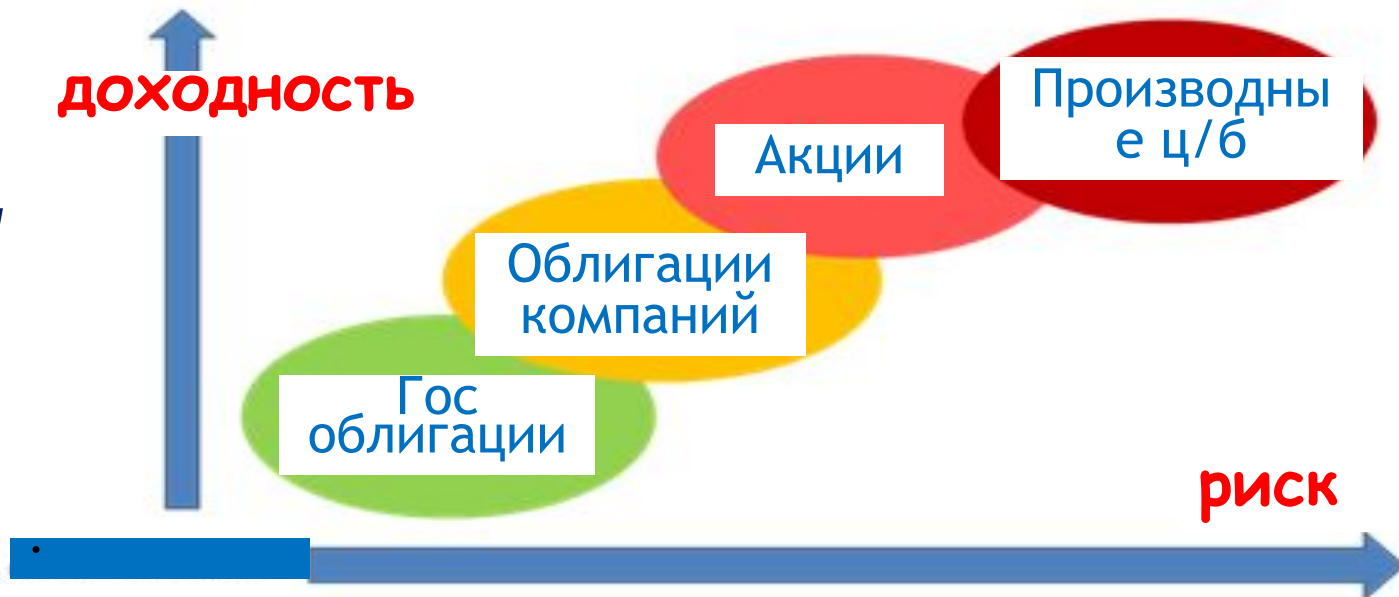 доходность
Производны
е ц/б
Акции
Облигации
компаний
Гос
облигации
риск